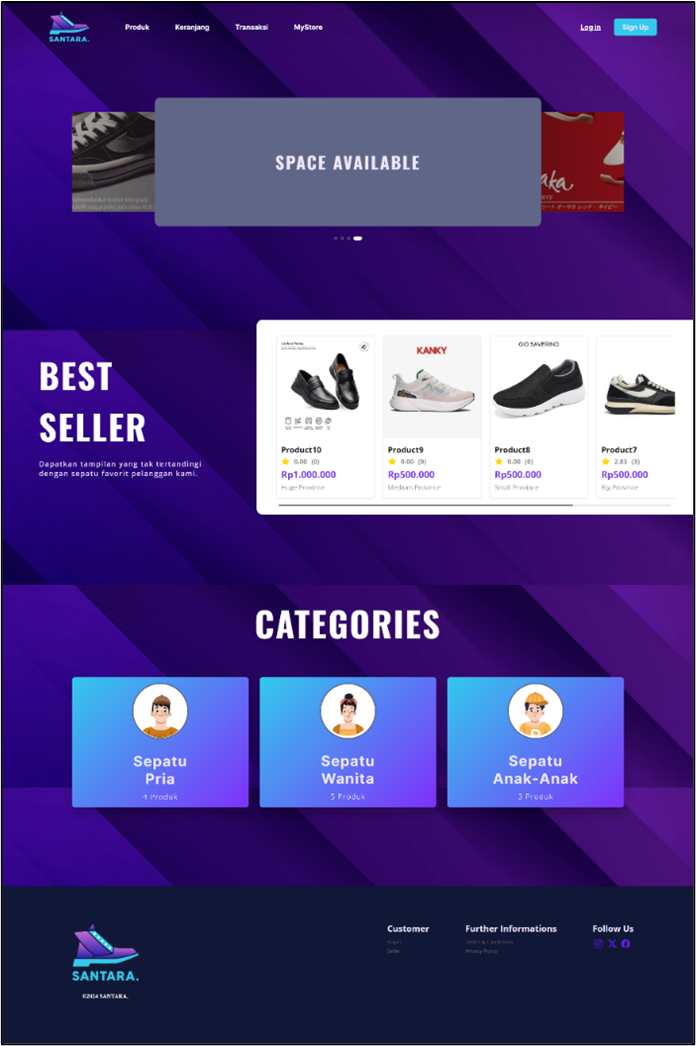 SANTARA.
Produk
Keranjang
Transaksi
MyStore
Log in
Sign Up
SPACE AVAILABLE
aka
BEST
SELLER
Dapatkan tampilan yang tak tertandingi
dengan sepatu favorit pelanggan kami.
KANKY
GIO SAVERINO
Product10
0.00 (0)
Rp1.000.000
Huge Province
Product9
0.00 (0)
Rp500.000
Medium Province
Product8
0.00 (0)
Rp500.000
Small Province
Product7
2.83 (3)
Rp500.000
Big Province
CATEGORIES
Sepatu
Pria
4 Produk
Sepatu
Wanita
5 Produk
Sepatu
Anak-Anak
3 Produk
SANTARA.
©2024 SANTARA.
Customer
Seller
Further Informations
Terms & Conditions
Privacy Policy
Follow Us